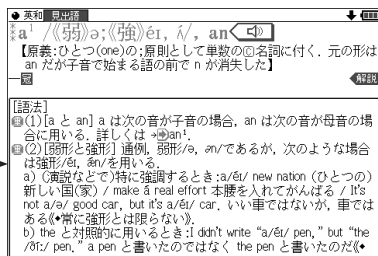 英和 見出語
*a¹ /《弱》ə;《強》éɪ, ʌ́/, an
【原義:ひとつ(one)の;原則として単数のⒸ名詞に付く. 元の形は
an だが子音で始まる語の前で n が消失した】
―冠 解説
[語法]
(1)[a と an] a は次の音が子音の場合, an は次の音が母音の場
合に用いる. 詳しくは→an¹.
(2)[弱形と強形] 通例, 弱形/ə, ən/であるが, 次のような場合
は強形/éɪ, ǽn/を用いる.
a) (演説などで)特に強調するとき:a/éɪ/ new nation (ひとつの)
新しい国(家) / make á real effort 本腰を入れてがんばる / It's
not a/ə/ good car, but it's a/éɪ/ car. いい車ではないが, 車では
ある《◆常に強形とは限らない》.
b) the と対照的に用いるとき:I didn't write “a/éɪ/ pen,” but “the
/ðíː/ pen.” a pen と書いたのではなく the pen と書いたのだ《◆